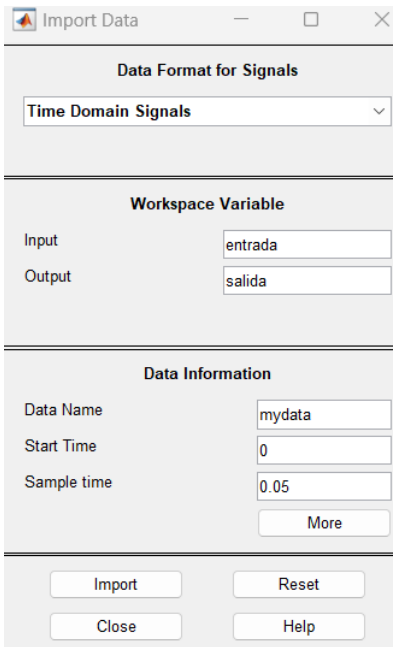 Import Data
Data Format for Signals
Time Domain Signals
Workspace Variable
Input entrada
Output salida
Data Information
Data Name mydata
Start Time 0
Sample time 0.05
More
Import Reset
Close Help